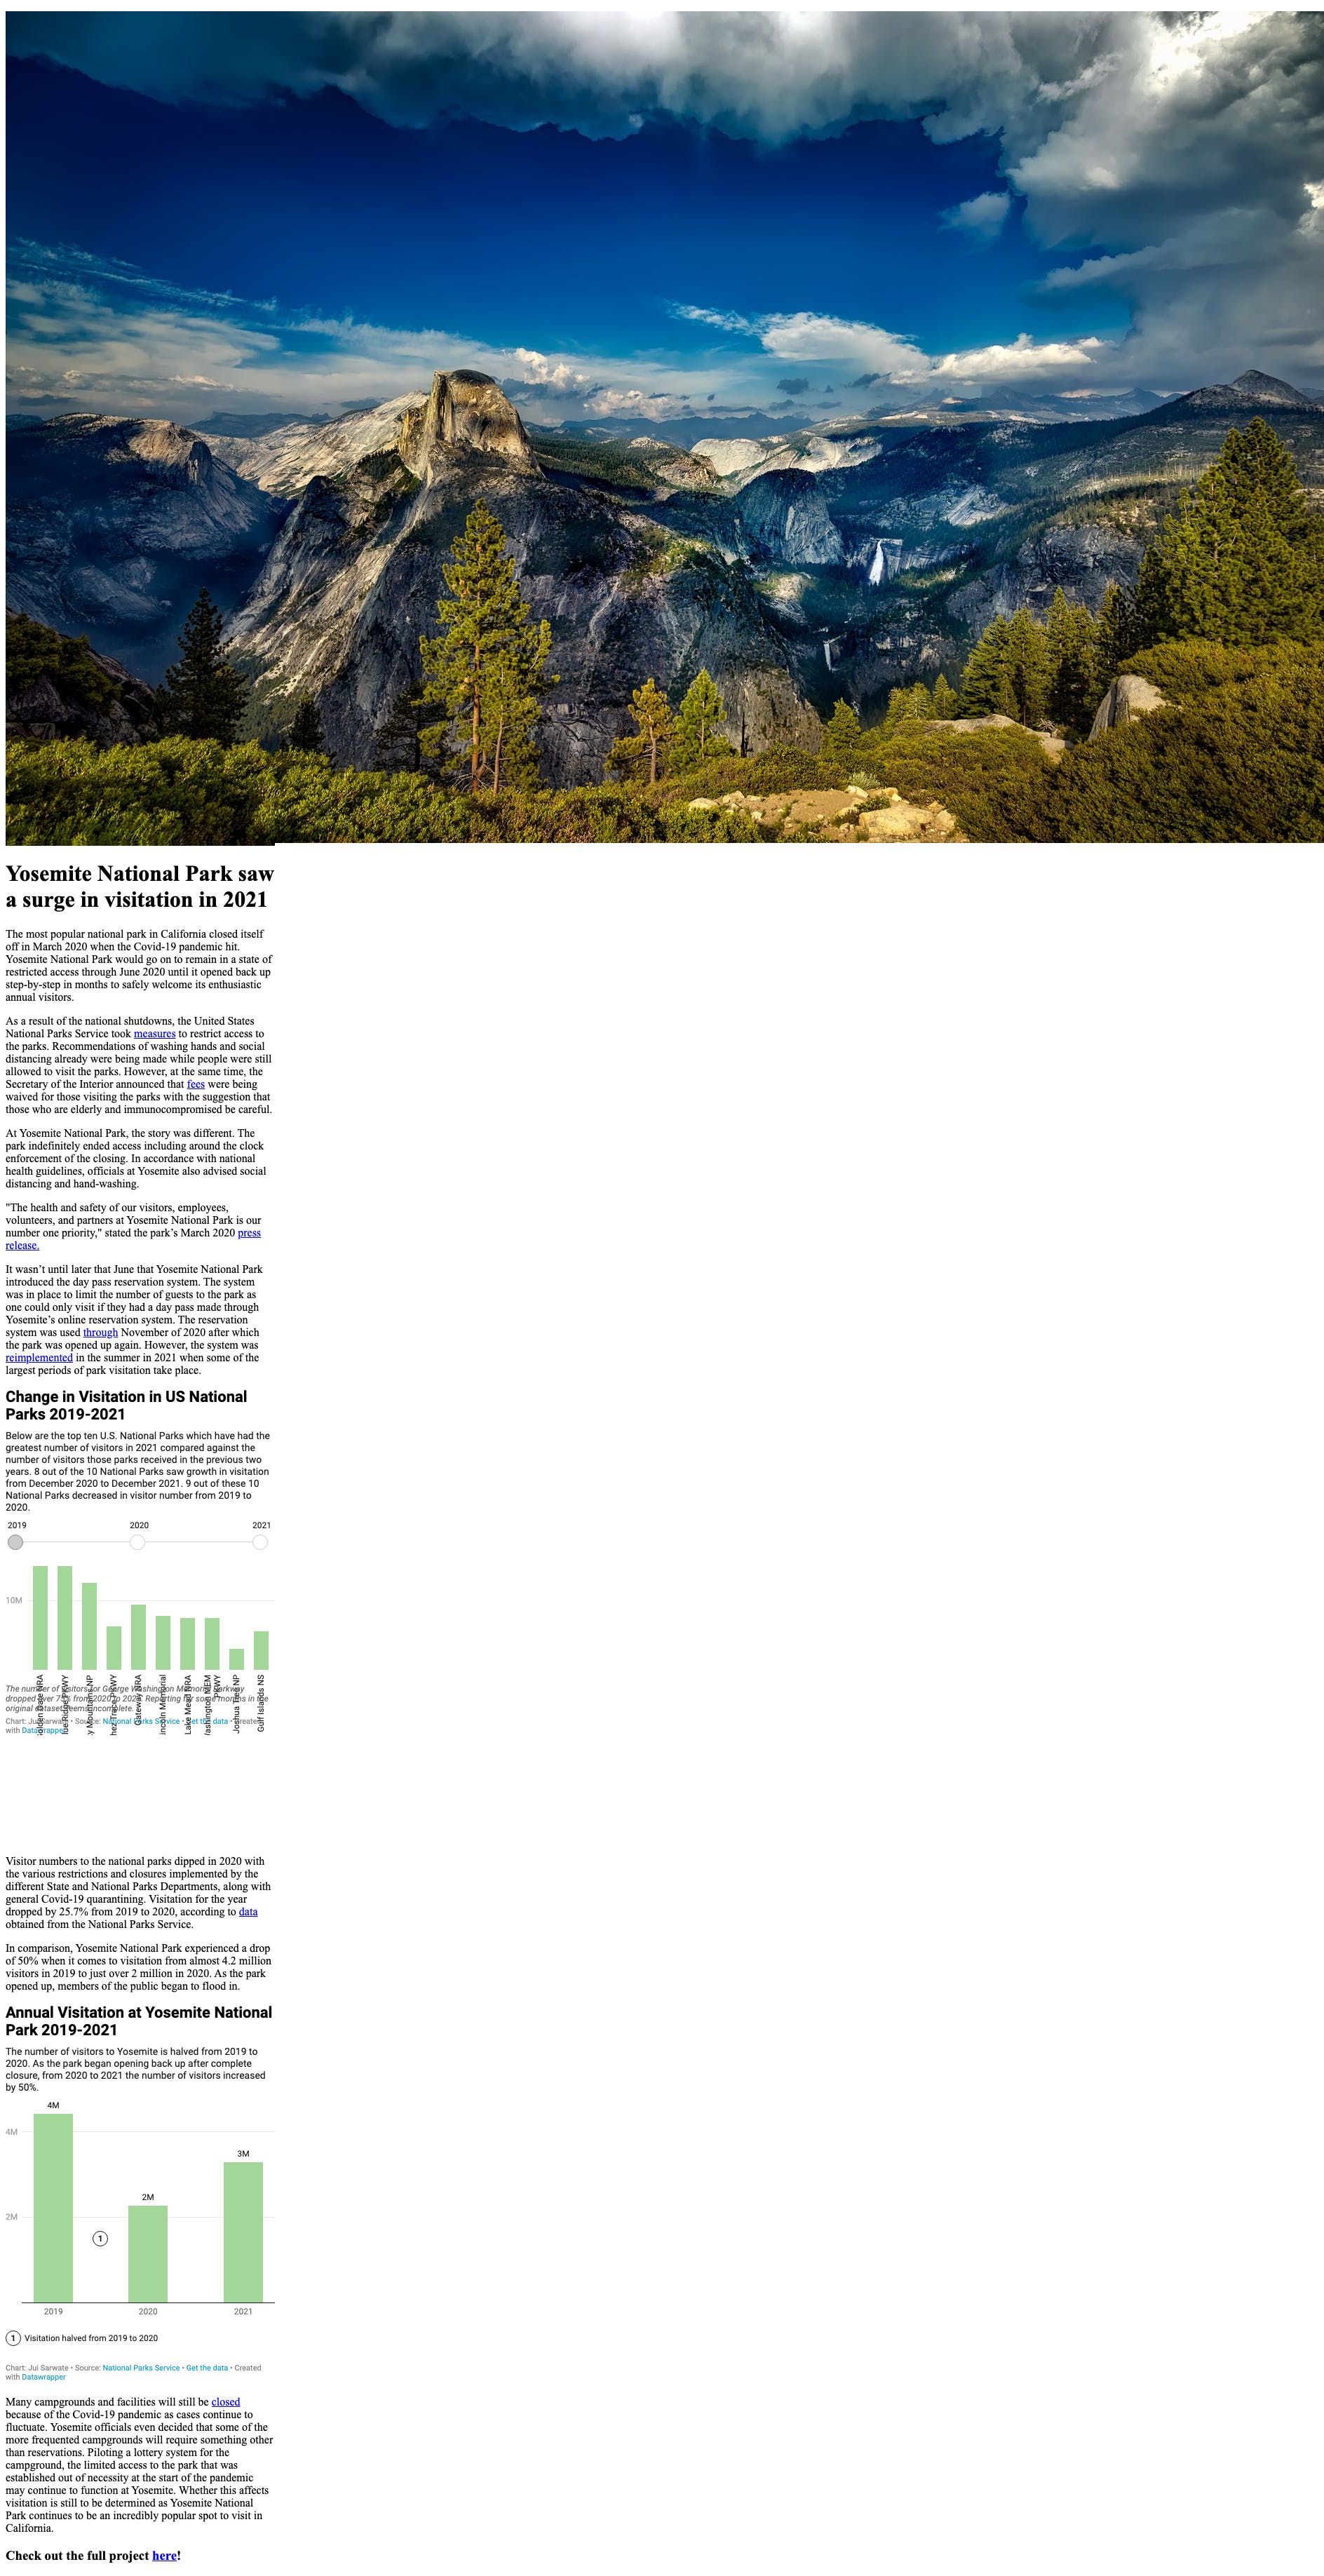 Yosemite National Park saw
a surge in visitation in 2021
The most popular national park in California closed itself
off in March 2020 when the Covid-19 pandemic hit.
Yosemite National Park would go on to remain in a state of
restricted access through June 2020 until it opened back up
step-by-step in months to safely welcome its enthusiastic
annual visitors.
As a result of the national shutdowns, the United States
National Parks Service took measures to restrict access to
the parks. Recommendations of washing hands and social
distancing already were being made while people were still
allowed to visit the parks. However, at the same time, the
Secretary of the Interior announced that fees were being
waived for those visiting the parks with the suggestion that
those who are elderly and immunocompromised be careful.
At Yosemite National Park, the story was different. The
park indefinitely ended access including around the clock
enforcement of the closing. In accordance with national
health guidelines, officials at Yosemite also advised social
distancing and hand-washing.
"The health and safety of our visitors, employees,
volunteers, and partners at Yosemite National Park is our
number one priority," stated the park’s March 2020 press
release.
It wasn’t until later that June that Yosemite National Park
introduced the day pass reservation system. The system
was in place to limit the number of guests to the park as
one could only visit if they had a day pass made through
Yosemite’s online reservation system. The reservation
system was used through November of 2020 after which
the park was opened up again. However, the system was
reimplemented in the summer in 2021 when some of the
largest periods of park visitation take place.
Change in Visitation in US National
Parks 2019-2021
Below are the top ten U.S. National Parks which have had the
greatest number of visitors in 2021 compared against the
number of visitors those parks received in the previous two
years. 8 out of the 10 National Parks saw growth in visitation
from December 2020 to December 2021. 9 out of these 10
National Parks decreased in visitor number from 2019 to
2020.
2019 2020 2021
10M
Gateway NRA
Lincoln Memorial
Lake Mead NRA
Washington MEM
PKWY
Joshua Tree NP
Gulf Islands NS
The number of visitors for George Washington Memorial Parkway
dropped over from 2020 to Reporting for some months in the
original dataset seems incomplete.
Chart: Jui Sarwate • Source: National Parks Service • Get the data • Created
with Datawrapper
Visitor numbers to the national parks dipped in 2020 with
the various restrictions and closures implemented by the
different State and National Parks Departments, along with
general Covid-19 quarantining. Visitation for the year
dropped by 25.7% from 2019 to 2020, according to data
obtained from the National Parks Service.
In comparison, Yosemite National Park experienced a drop
of 50% when it comes to visitation from almost 4.2 million
visitors in 2019 to just over 2 million in 2020. As the park
opened up, members of the public began to flood in.
Annual Visitation at Yosemite National
Park 2019-2021
The number of visitors to Yosemite is halved from 2019 to
2020. As the park began opening back up after complete
closure, from 2020 to 2021 the number of visitors increased
by 50%.
4M
4M
3M
2M
2M
1
2019 2020 2021
1 Visitation halved from 2019 to 2020
Chart: Jui Sarwate • Source: National Parks Service • Get the data • Created
with Datawrapper
Many campgrounds and facilities will still be closed
because of the Covid-19 pandemic as cases continue to
fluctuate. Yosemite officials even decided that some of the
more frequented campgrounds will require something other
than reservations. Piloting a lottery system for the
campground, the limited access to the park that was
established out of necessity at the start of the pandemic
may continue to function at Yosemite. Whether this affects
visitation is still to be determined as Yosemite National
Park continues to be an incredibly popular spot to visit in
California.
Check out the full project here!